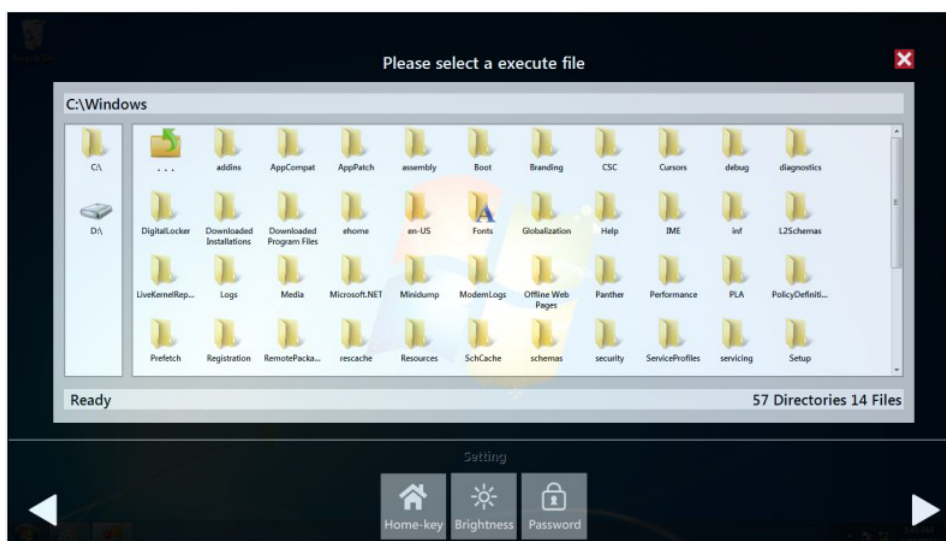 Please select a execute file
C:\Windows
C:\
. . .
addins
AppCompat
AppPatch
assembly
Boot
Branding
CSC
Cursors
debug
diagnostics
D:\
DigitalLocker
Downloaded
Installations
Downloaded
Program Files
ehome
en-US
Fonts
Globalization
Help
IME
inf
L2Schemas
LiveKernelRep...
Logs
Media
Microsoft.NET
Minidump
ModemLogs
Offline Web
Pages
Panther
Performance
PLA
PolicyDefiniti...
Prefetch
Registration
RemotePacka...
rescache
Resources
SchCache
schemas
security
ServiceProfiles
servicing
Setup
Ready
57 Directories 14 Files
Setting
Home-key
Brightness
Password